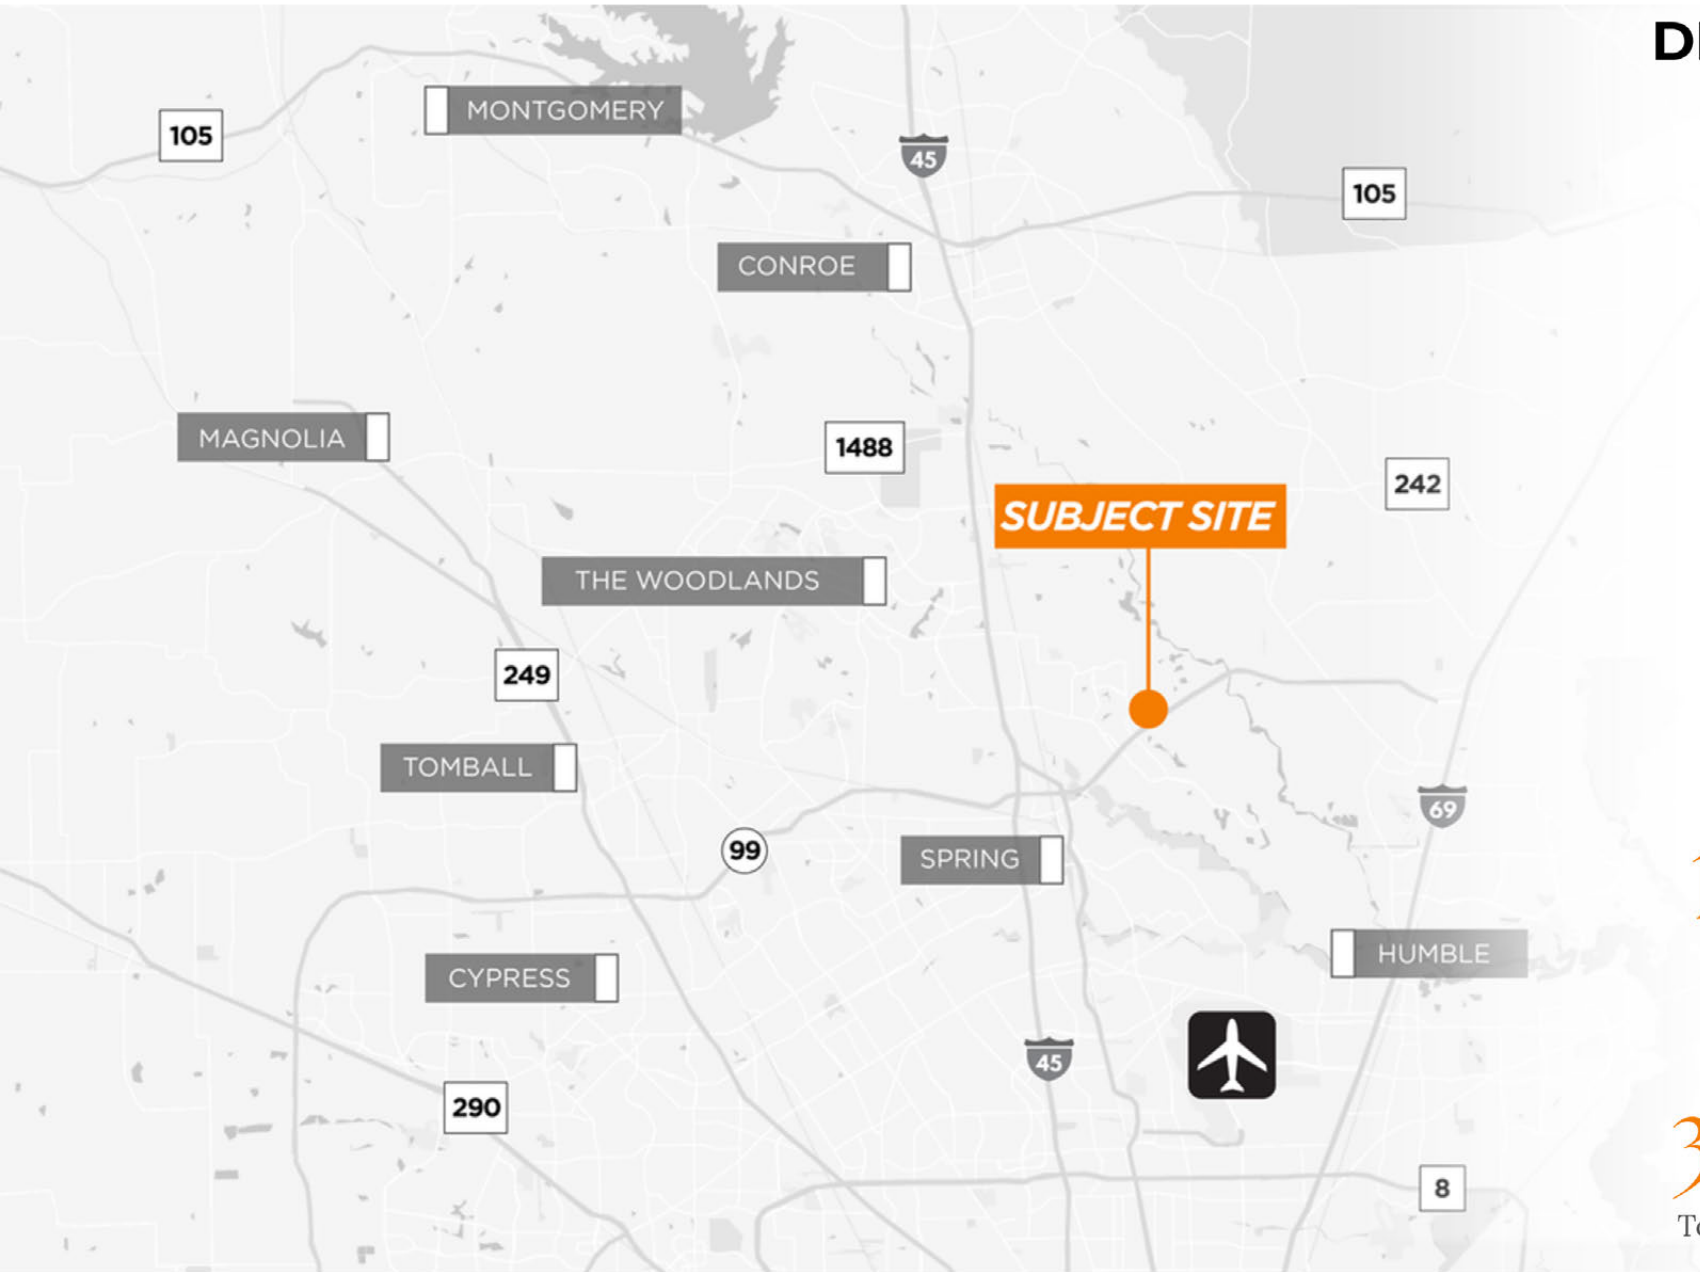 MONTGOMERY
105
45
105
CONROE
MAGNOLIA
1488
242
SUBJECT SITE
THE WOODLANDS
249
TOMBALL
69
99
SPRING
HUMBLE
CYPRESS
45
290
8